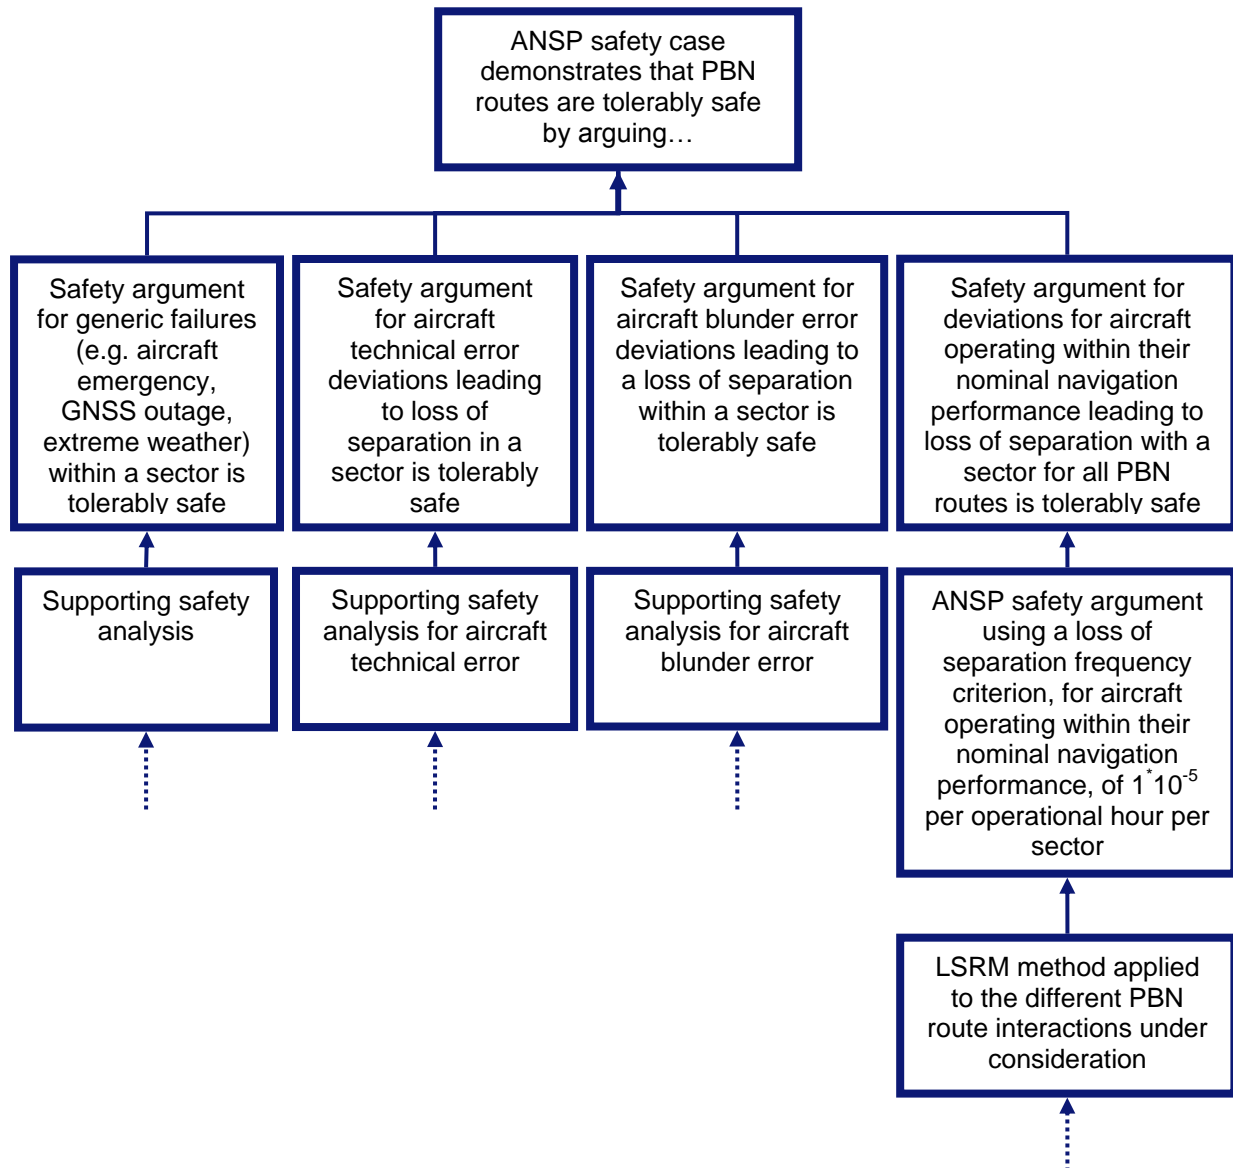 ANSP safety case
demonstrates that PBN
routes are tolerably safe
by arguing…
Safety argument
for generic failures
(e.g. aircraft
emergency,
GNSS outage,
extreme weather)
within a sector is
tolerably safe
Safety argument
for aircraft
technical error
deviations leading
to loss of
separation in a
sector is tolerably
safe
Safety argument for
aircraft blunder error
deviations leading to
a loss of separation
within a sector is
tolerably safe
Safety argument for
deviations for aircraft
operating within their
nominal navigation
performance leading to
loss of separation with a
sector for all PBN
routes is tolerably safe
Supporting safety
analysis
Supporting safety
analysis for aircraft
technical error
Supporting safety
analysis for aircraft
blunder error
ANSP safety argument
using a loss of
separation frequency
criterion, for aircraft
operating within their
nominal navigation
performance, of 1*10⁻⁵
per operational hour per
sector
LSRM method applied
to the different PBN
route interactions under
consideration